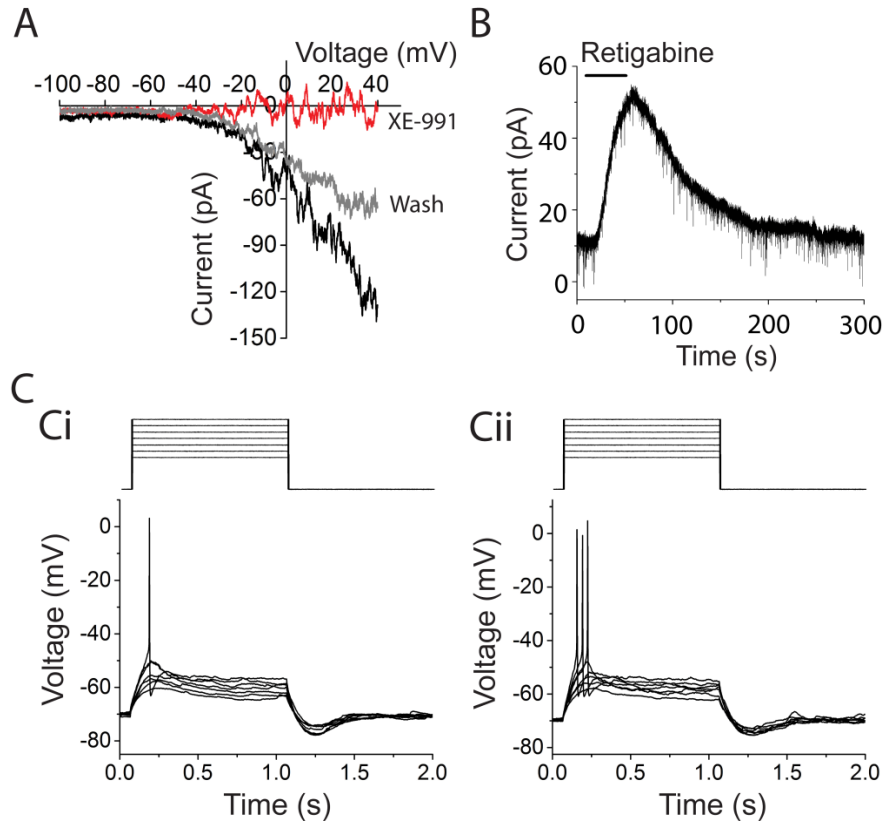 A
Voltage (mV)
-100 -80 -60 -40 -20 0 20 40
0
XE-991
-30
-60
Wash
-90
-120
-150
Current (pA)
B
Retigabine
60
40
20
0
Current (pA)
0 100 200 300
Time (s)
C
Ci
0
-20
-40
-60
-80
Voltage (mV)
0.0 0.5 1.0 1.5 2.0
Time (s)
Cii
0
-20
-40
-60
-80
Voltage (mV)
0.0 0.5 1.0 1.5 2.0
Time (s)